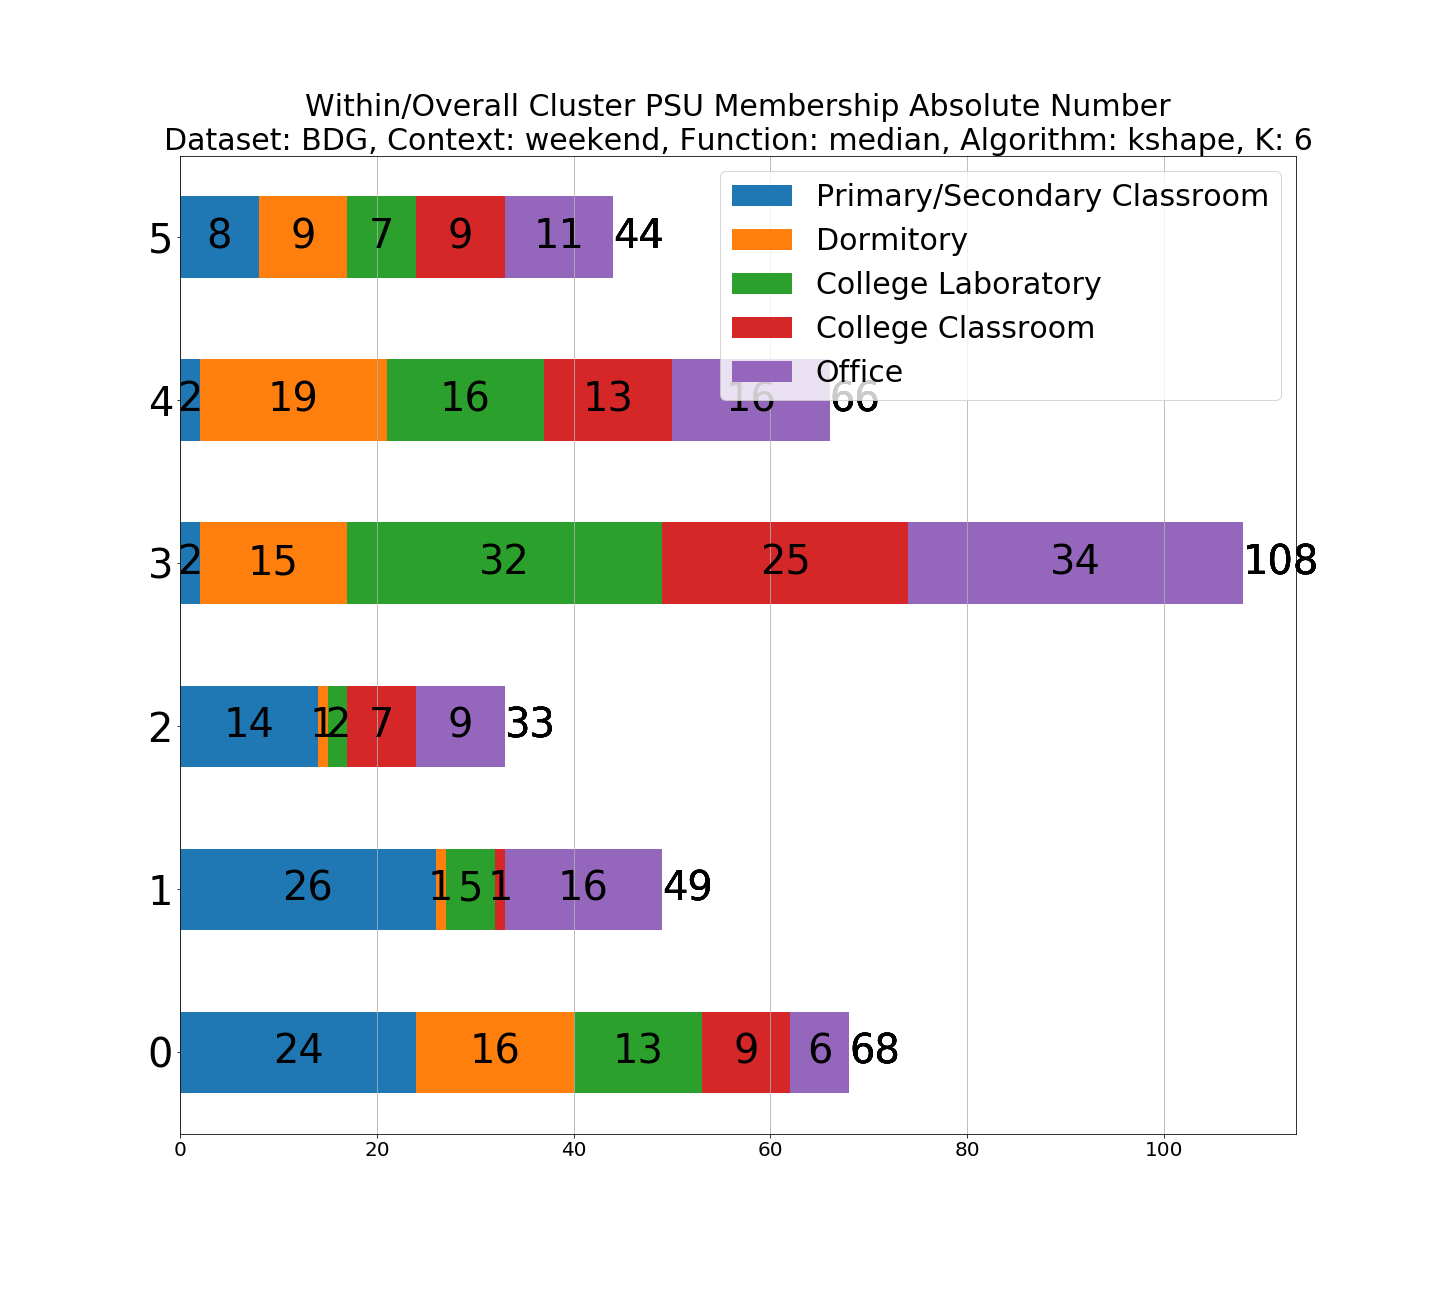 Within/Overall Cluster PSU Membership Absolute Number
Dataset: BDG, Context: weekend, Function: median, Algorithm: kshape, K: 6
Primary/Secondary Classroom
Dormitory
College Laboratory
College Classroom
Office
5 8 9 7 9 11 44
4 2 19 16 13 16 66
3 2 15 32 25 34 108
2 14 1 2 7 9 33
1 26 1 5 1 16 49
0 24 16 13 9 6 68
0 20 40 60 80 100